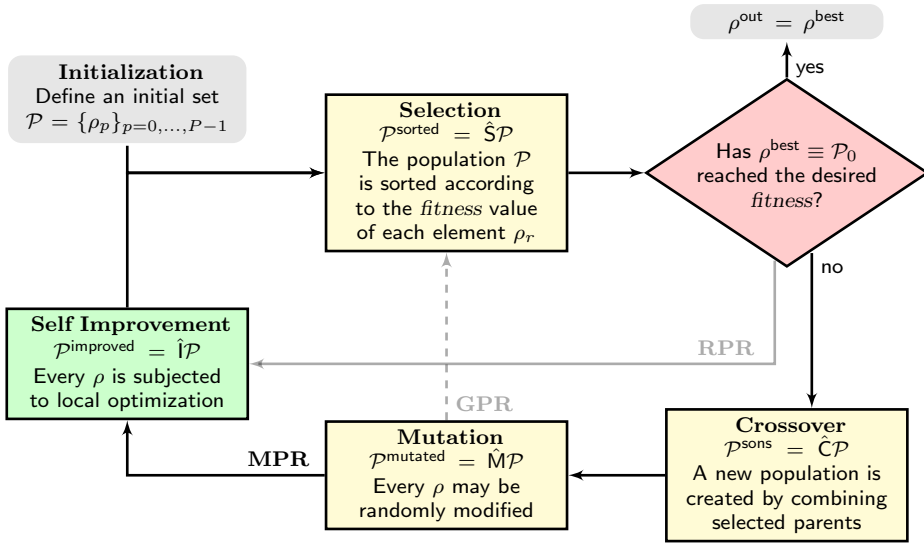 ρ^out = ρ^best
yes
Initialization
Define an initial set
𝒫 = {ρ_p}_{p=0,...,P−1}
Selection
𝒫^sorted = Ŝ𝒫
The population 𝒫
is sorted according
to the fitness value
of each element ρ_r
Has ρ^best ≡ 𝒫_0
reached the desired
fitness?
no
Self Improvement
𝒫^improved = Î𝒫
Every ρ is subjected
to local optimization
RPR
GPR
MPR
Mutation
𝒫^mutated = M̂𝒫
Every ρ may be
randomly modified
Crossover
𝒫^sons = Ĉ𝒫
A new population is
created by combining
selected parents